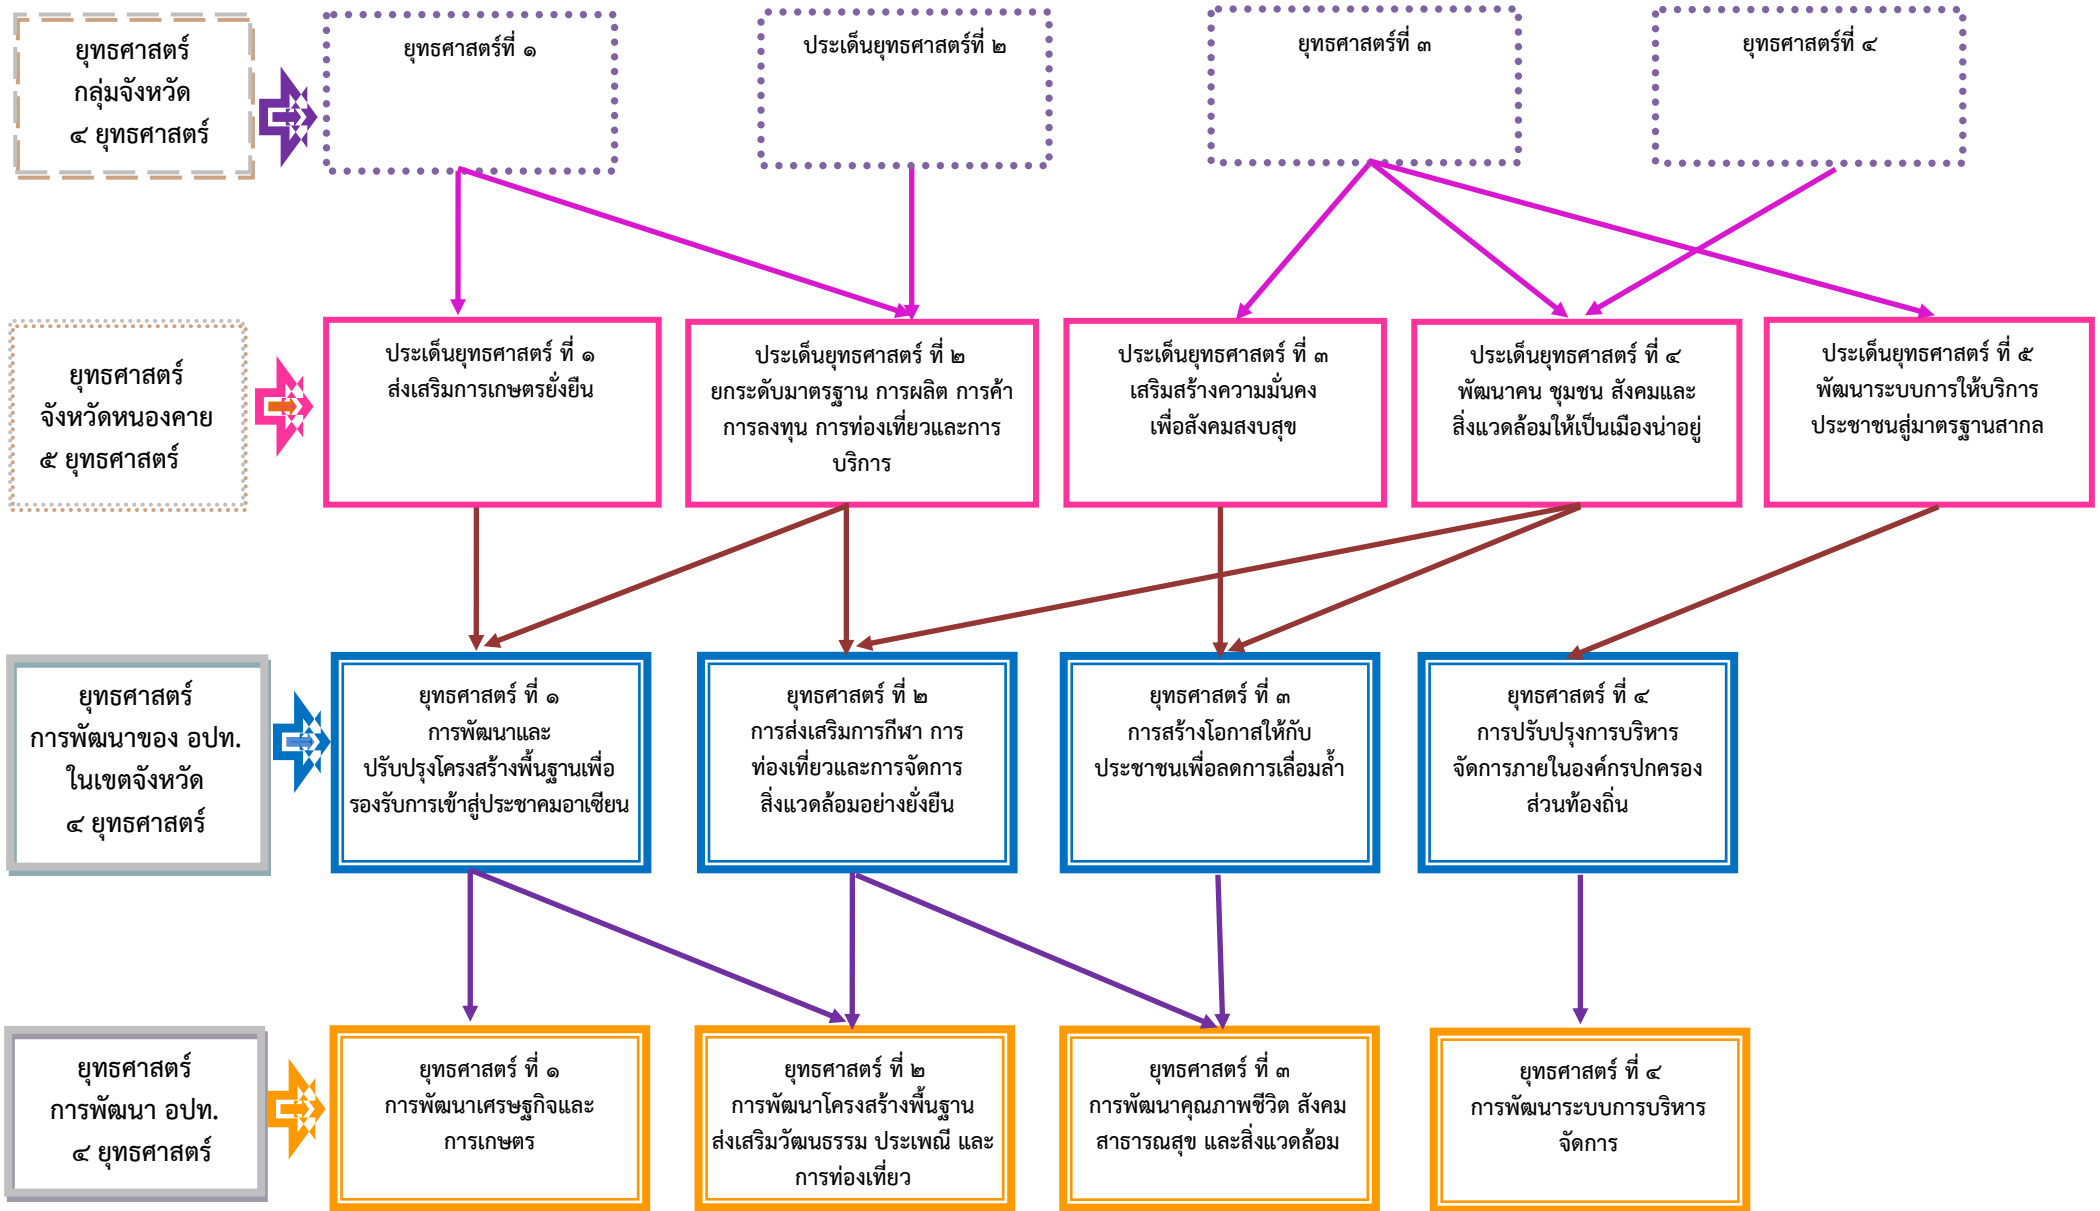 ยุทธศาสตร์
กลุ่มจังหวัด
๔ ยุทธศาสตร์
ยุทธศาสตร์ที่ ๑
ประเด็นยุทธศาสตร์ที่ ๒
ยุทธศาสตร์ที่ ๓
ยุทธศาสตร์ที่ ๔
ยุทธศาสตร์
จังหวัดหนองคาย
๕ ยุทธศาสตร์
ประเด็นยุทธศาสตร์ ที่ ๑
ส่งเสริมการเกษตรยั่งยืน
ประเด็นยุทธศาสตร์ ที่ ๒
ยกระดับมาตรฐาน การผลิต การค้า
การลงทุน การท่องเที่ยวและการ
บริการ
ประเด็นยุทธศาสตร์ ที่ ๓
เสริมสร้างความมั่นคง
เพื่อสังคมสงบสุข
ประเด็นยุทธศาสตร์ ที่ ๔
พัฒนาคน ชุมชน สังคมและ
สิ่งแวดล้อมให้เป็นเมืองน่าอยู่
ประเด็นยุทธศาสตร์ ที่ ๕
พัฒนาระบบการให้บริการ
ประชาชนสู่มาตรฐานสากล
ยุทธศาสตร์
การพัฒนาของ อปท.
ในเขตจังหวัด
๔ ยุทธศาสตร์
ยุทธศาสตร์ ที่ ๑
การพัฒนาและ
ปรับปรุงโครงสร้างพื้นฐานเพื่อ
รองรับการเข้าสู่ประชาคมอาเซียน
ยุทธศาสตร์ ที่ ๒
การส่งเสริมการกีฬา การ
ท่องเที่ยวและการจัดการ
สิ่งแวดล้อมอย่างยั่งยืน
ยุทธศาสตร์ ที่ ๓
การสร้างโอกาสให้กับ
ประชาชนเพื่อลดการเลื่อมล้ำ
ยุทธศาสตร์ ที่ ๔
การปรับปรุงการบริหาร
จัดการภายในองค์กรปกครอง
ส่วนท้องถิ่น
ยุทธศาสตร์
การพัฒนา อปท.
๔ ยุทธศาสตร์
ยุทธศาสตร์ ที่ ๑
การพัฒนาเศรษฐกิจและ
การเกษตร
ยุทธศาสตร์ ที่ ๒
การพัฒนาโครงสร้างพื้นฐาน
ส่งเสริมวัฒนธรรม ประเพณี และ
การท่องเที่ยว
ยุทธศาสตร์ ที่ ๓
การพัฒนาคุณภาพชีวิต สังคม
สาธารณสุข และสิ่งแวดล้อม
ยุทธศาสตร์ ที่ ๔
การพัฒนาระบบการบริหาร
จัดการ